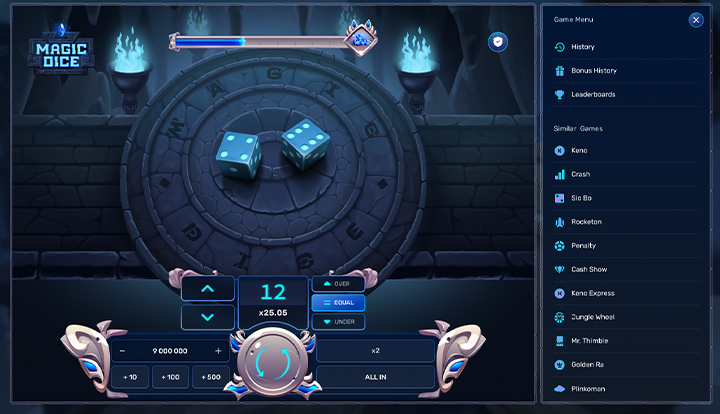 MAGIC
DICE
MAGIC
DICE
12
x25.05
OVER
EQUAL
UNDER
− 9 000 000 +
+ 10
+ 100
+ 500
x2
ALL IN
Game Menu
History
Bonus History
Leaderboards
Similar Games
Keno
Crash
Sic Bo
Rocketon
Penalty
Cash Show
Keno Express
Jungle Wheel
Mr. Thimble
Golden Ra
Plinkoman